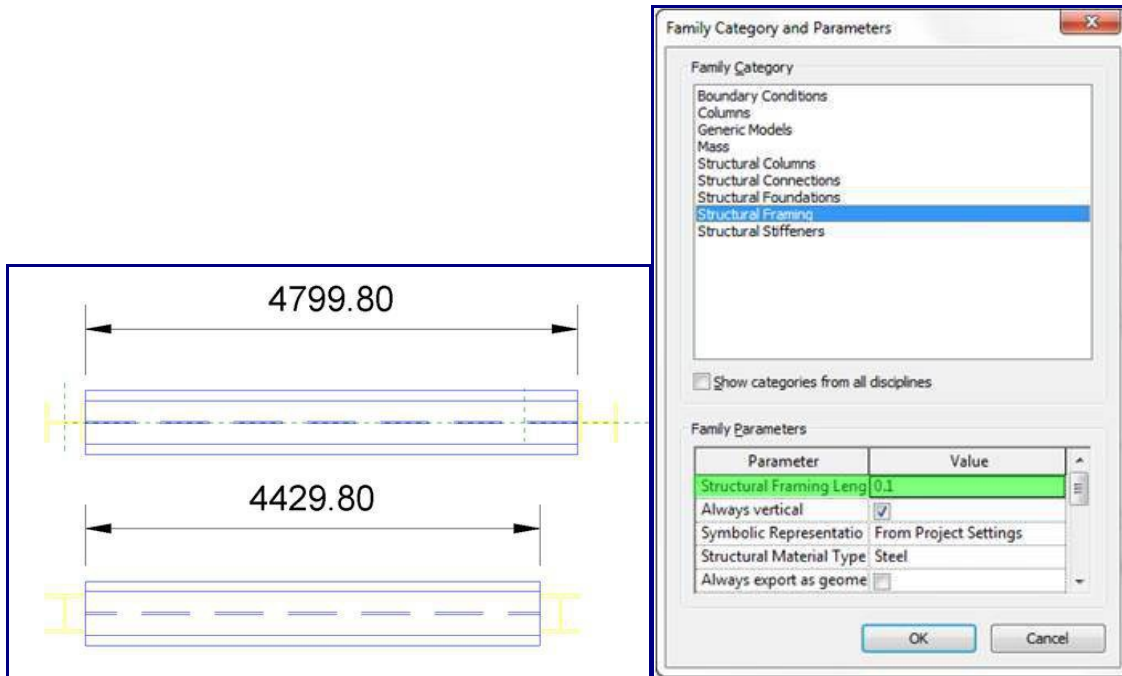 4799.80
4429.80
Family Category and Parameters
Family Category
Boundary Conditions
Columns
Generic Models
Mass
Structural Columns
Structural Connections
Structural Foundations
Structural Framing
Structural Stiffeners
Show categories from all disciplines
Family Parameters
Parameter Value
Structural Framing Leng 0.1
Always vertical
Symbolic Representatio From Project Settings
Structural Material Type Steel
Always export as geome
OK Cancel